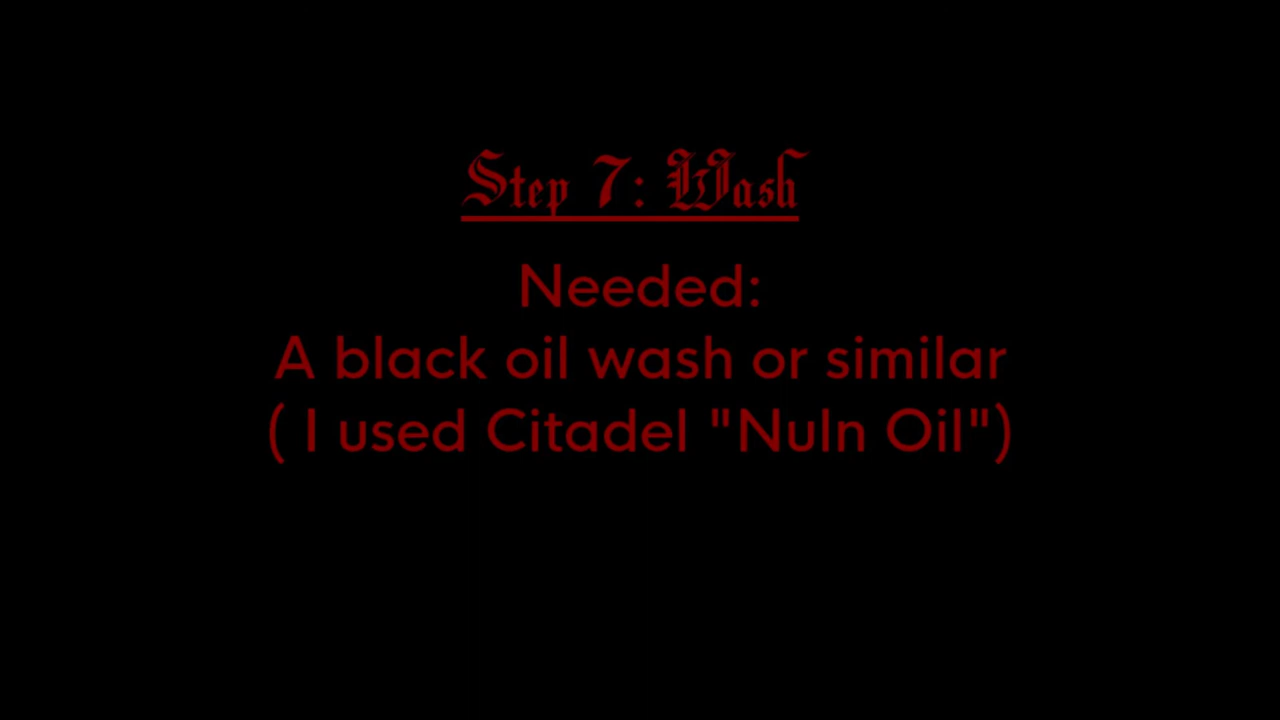 Step 7: Wash
Needed:
A black oil wash or similar
( I used Citadel "Nuln Oil")